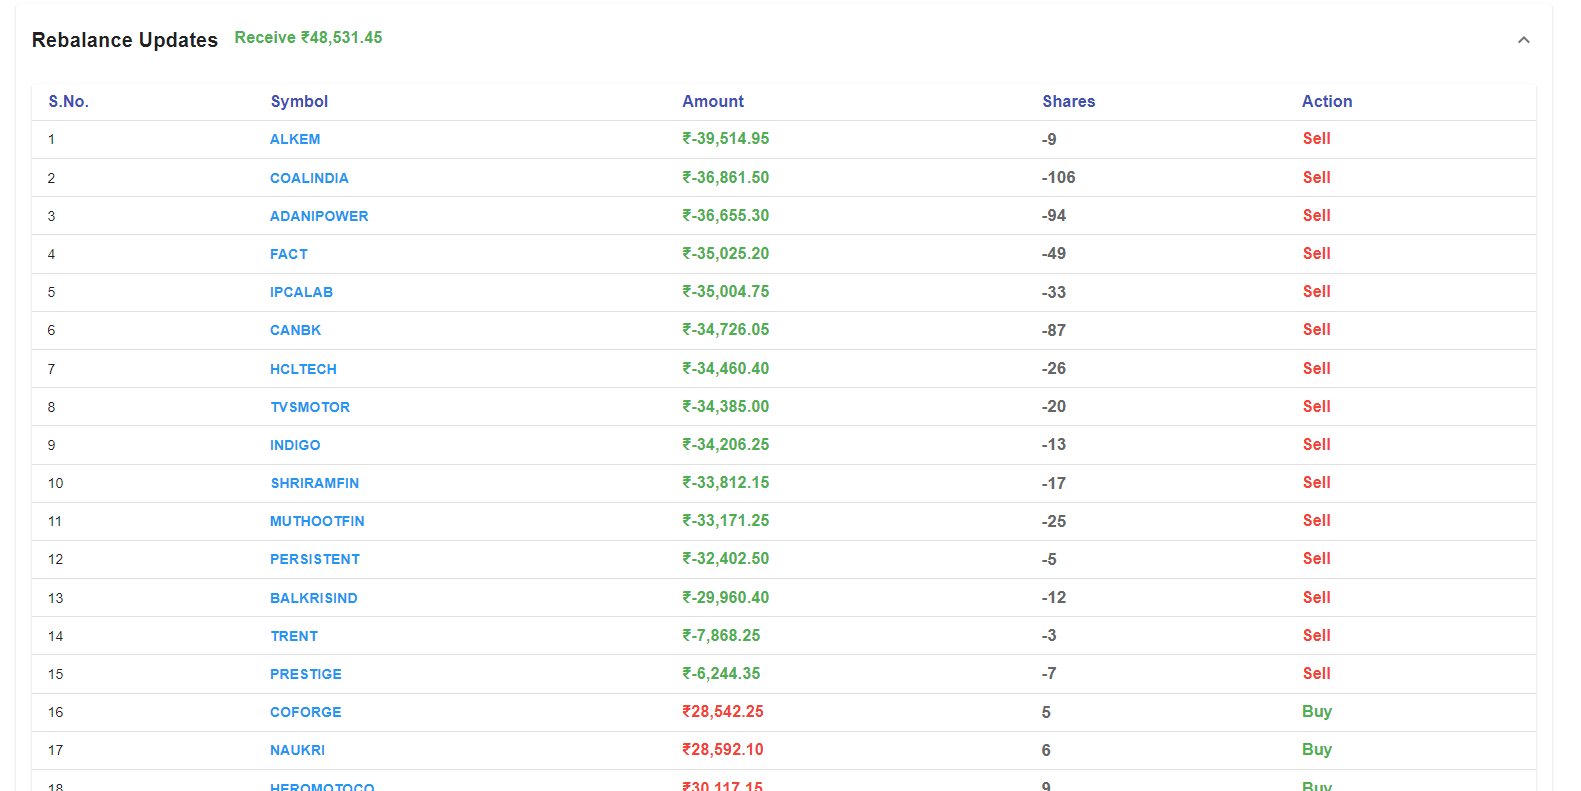 Rebalance Updates Receive ₹48,531.45
S.No. Symbol Amount Shares Action
1 ALKEM ₹-39,514.95 -9 Sell
2 COALINDIA ₹-36,861.50 -106 Sell
3 ADANIPOWER ₹-36,655.30 -94 Sell
4 FACT ₹-35,025.20 -49 Sell
5 IPCALAB ₹-35,004.75 -33 Sell
6 CANBK ₹-34,726.05 -87 Sell
7 HCLTECH ₹-34,460.40 -26 Sell
8 TVSMOTOR ₹-34,385.00 -20 Sell
9 INDIGO ₹-34,206.25 -13 Sell
10 SHRIRAMFIN ₹-33,812.15 -17 Sell
11 MUTHOOTFIN ₹-33,171.25 -25 Sell
12 PERSISTENT ₹-32,402.50 -5 Sell
13 BALKRISIND ₹-29,960.40 -12 Sell
14 TRENT ₹-7,868.25 -3 Sell
15 PRESTIGE ₹-6,244.35 -7 Sell
16 COFORGE ₹28,542.25 5 Buy
17 NAUKRI ₹28,592.10 6 Buy
18 HEROMOTOCO ₹30,117.15 9 Buy